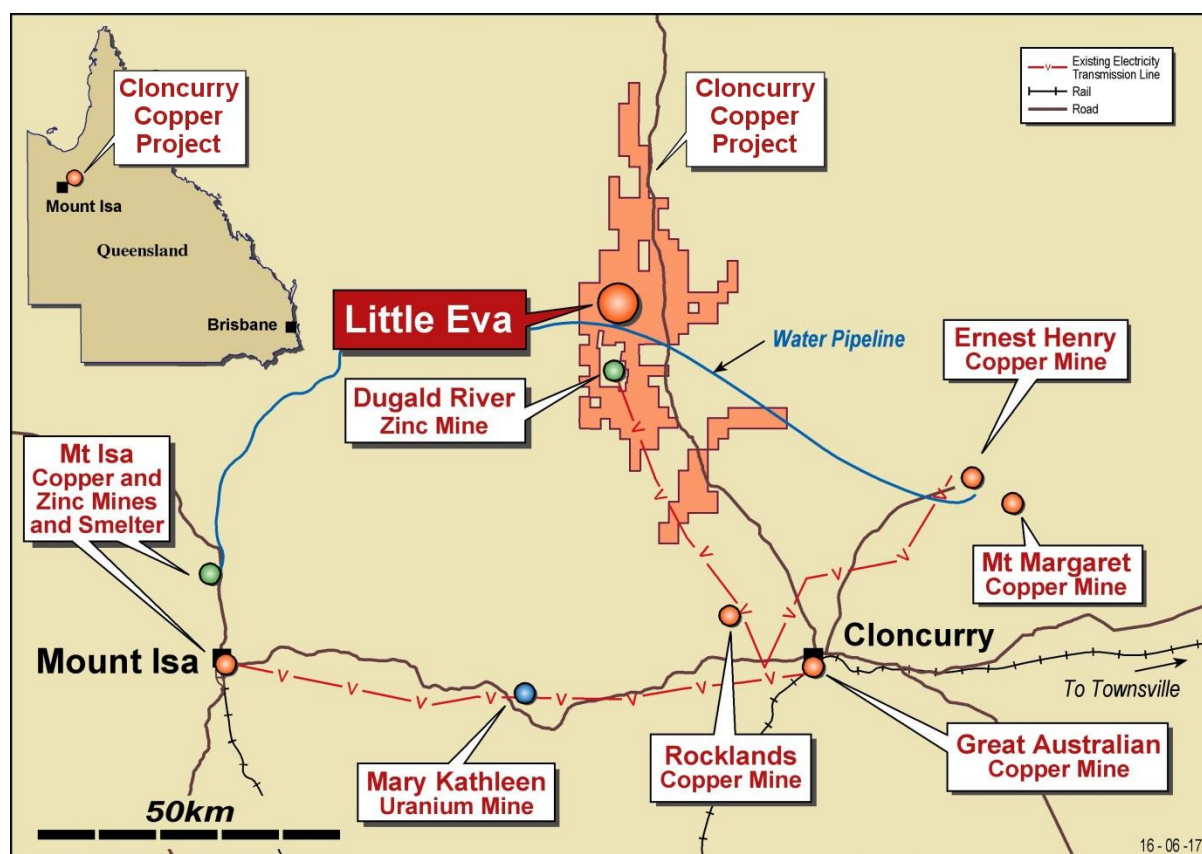 Cloncurry
Copper
Project
Mount Isa
Queensland
Brisbane
Cloncurry
Copper
Project
Existing Electricity
Transmission Line
Rail
Road
Little Eva
Water Pipeline
Ernest Henry
Copper Mine
Dugald River
Zinc Mine
Mt Isa
Copper and
Zinc Mines
and Smelter
Mt Margaret
Copper Mine
Mount Isa
Cloncurry
To Townsville
Mary Kathleen
Uranium Mine
Rocklands
Copper Mine
Great Australian
Copper Mine
50km
16 - 06 -17